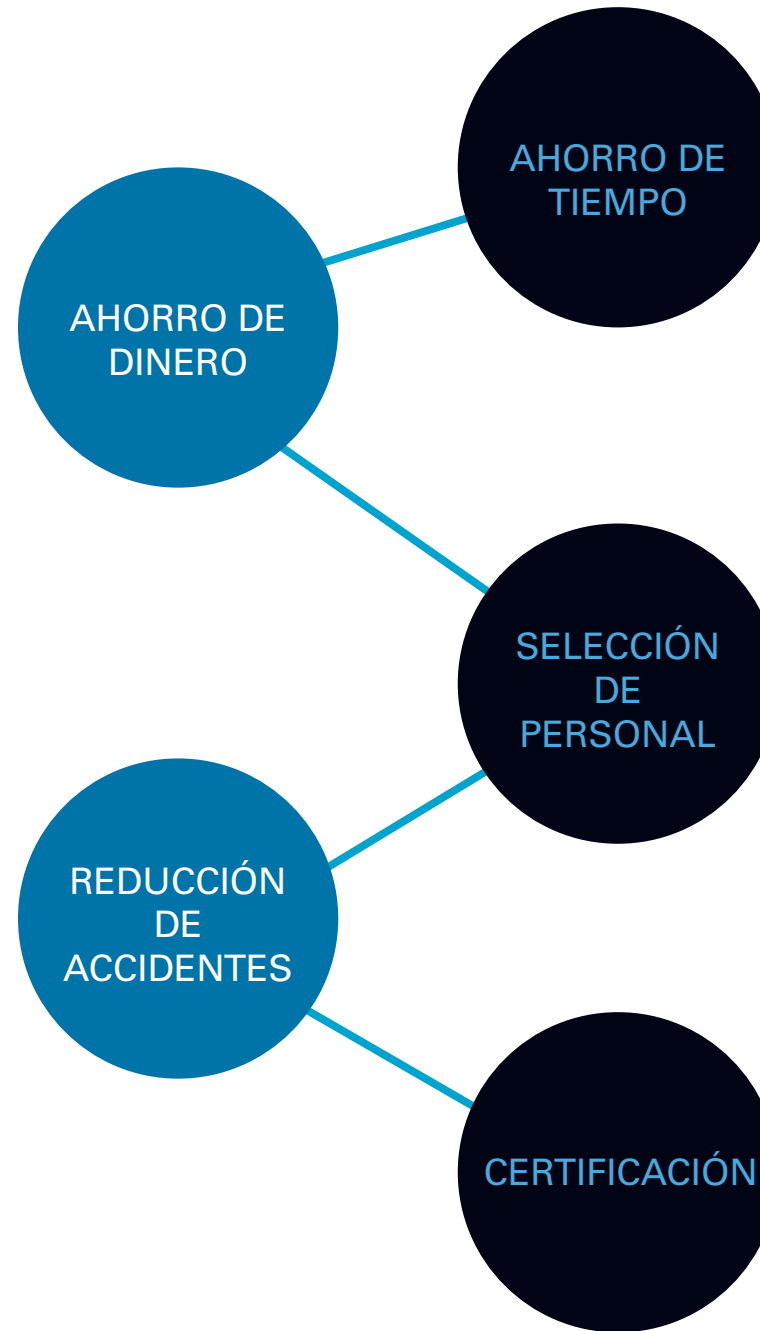 AHORRO DE
TIEMPO
AHORRO DE
DINERO
SELECCIÓN
DE
PERSONAL
REDUCCIÓN
DE
ACCIDENTES
CERTIFICACIÓN